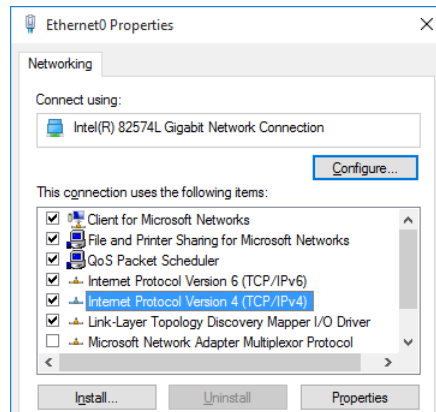 Ethernet0 Properties
Networking
Connect using:
Intel(R) 82574L Gigabit Network Connection
Configure...
This connection uses the following items:
Client for Microsoft Networks
File and Printer Sharing for Microsoft Networks
QoS Packet Scheduler
Internet Protocol Version 6 (TCP/IPv6)
Internet Protocol Version 4 (TCP/IPv4)
Link-Layer Topology Discovery Mapper I/O Driver
Microsoft Network Adapter Multiplexor Protocol
Install... Uninstall Properties